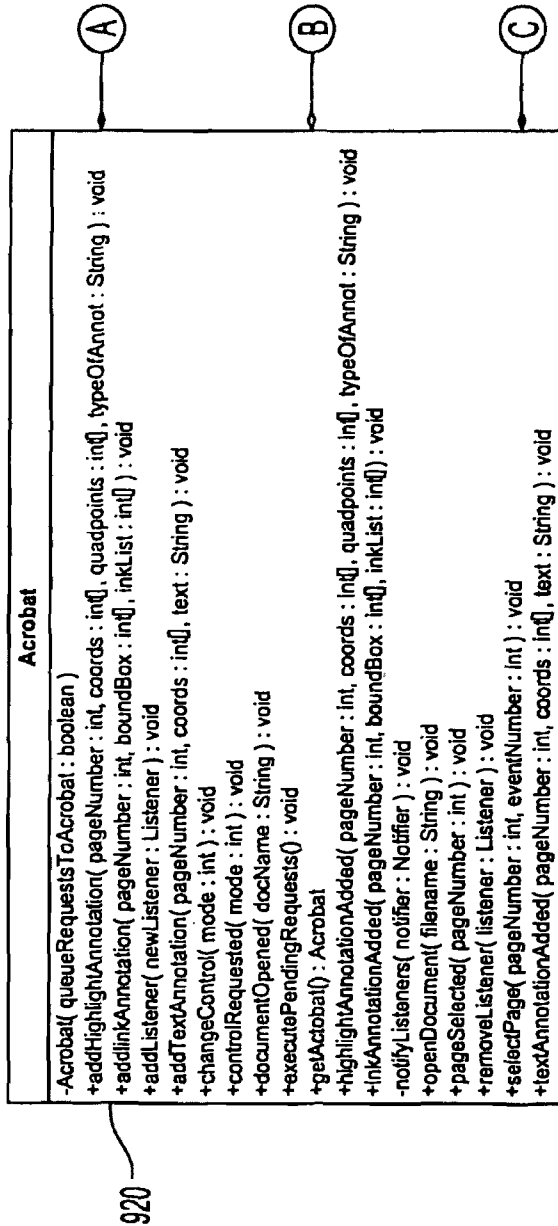 Acrobat
-Acrobat( queueRequestsToAcrobat : boolean )
+addHighlightAnnotation( pageNumber : int, coords : int[], quadpoints : int[], typeOfAnnot : String ) : void
+addInkAnnotation( pageNumber : int, boundBox : int[], inkList : int[] ) : void
+addListener( newListener : Listener ) : void
+addTextAnnotation( pageNumber : int, coords : int[], text : String ) : void
+changeControl( mode : int ) : void
+controlRequested( mode : int ) : void
+documentOpened( docName : String ) : void
+executePendingRequests() : void
+getActobat() : Acrobat
+highlightAnnotationAdded( pageNumber : int, coords : int[], quadpoints : int[], typeOfAnnot : String ) : void
+InkAnnotationAdded( pageNumber : int, boundBox : int[], inkList : int[]) : void
-notifyListeners( notifier : Notifier ) : void
+openDocument( filename : String ) : void
+pageSelected( pageNumber : int ) : void
+removeListener( listener : Listener ) : void
+selectPage( pageNumber : int, eventNumber : int ) : void
+textAnnotationAdded( pageNumber : int, coords : int[], text : String ) : void
920
A
B
C